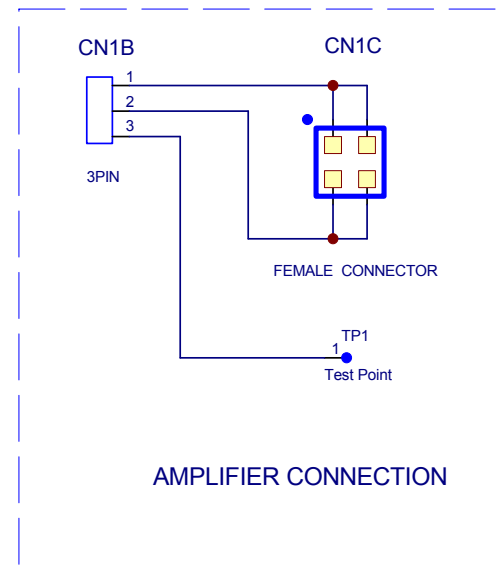 CN1B
CN1C
1
2
3
3PIN
FEMALE CONNECTOR
TP1
1
Test Point
AMPLIFIER CONNECTION